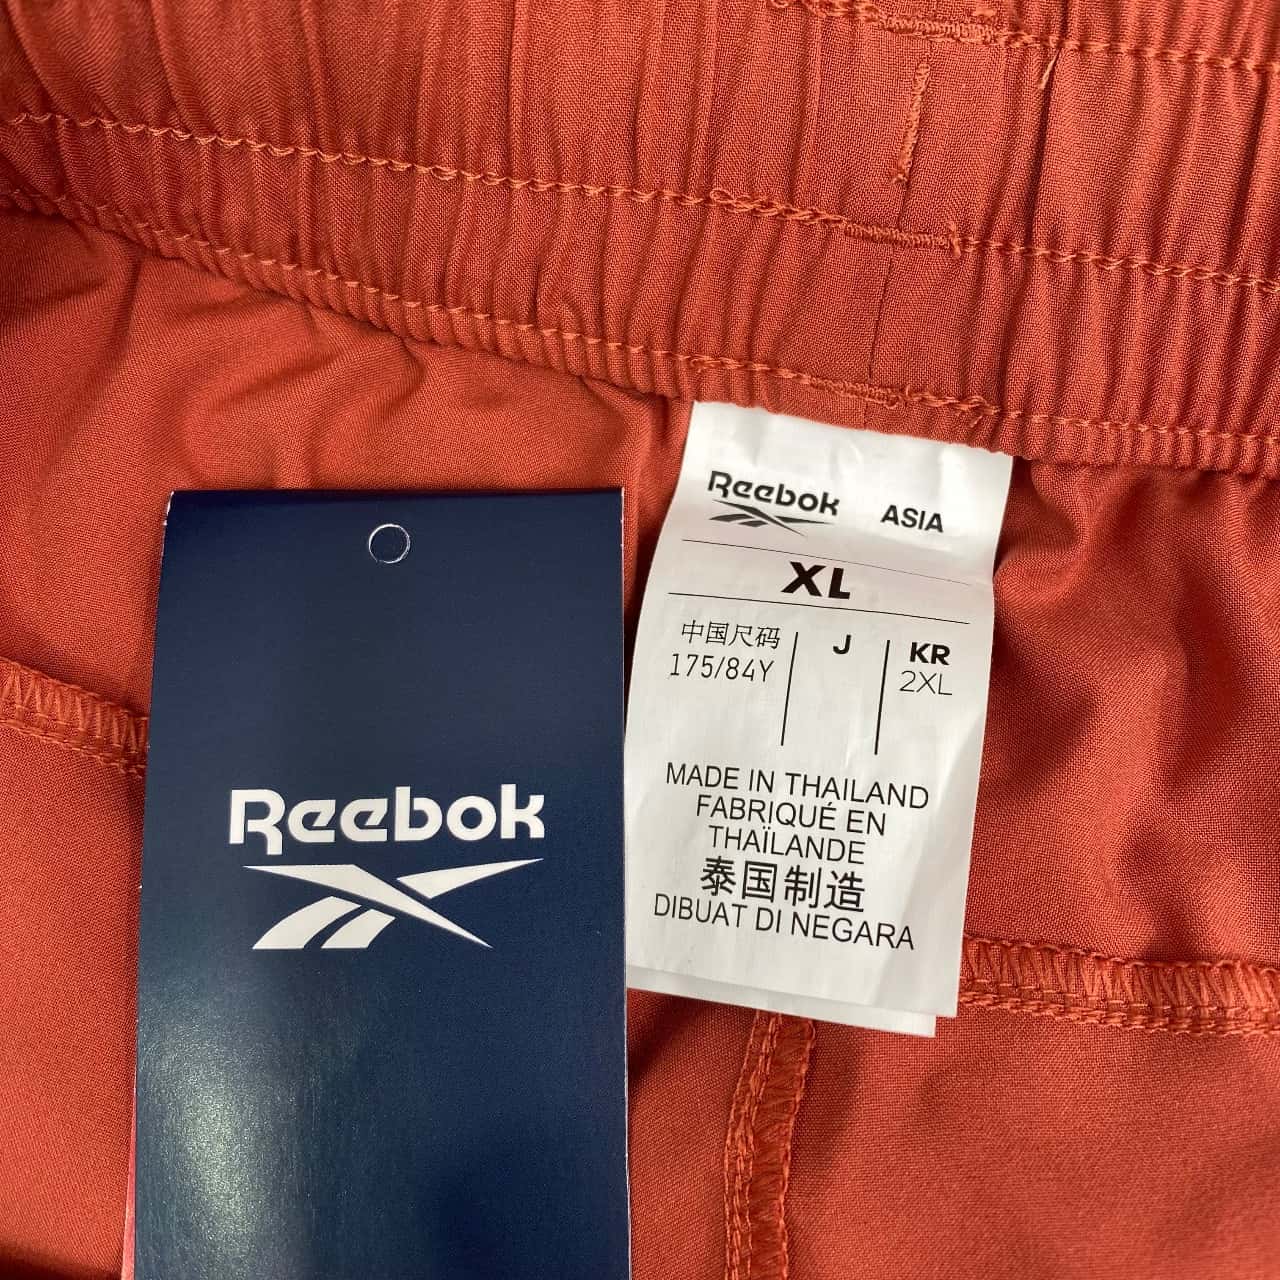 Reebok
Reebok ASIA
XL
中国尺码 J KR
175/84Y 2XL
MADE IN THAILAND
FABRIQUÉ EN
THAÏLANDE
泰国制造
DIBUAT DI NEGARA